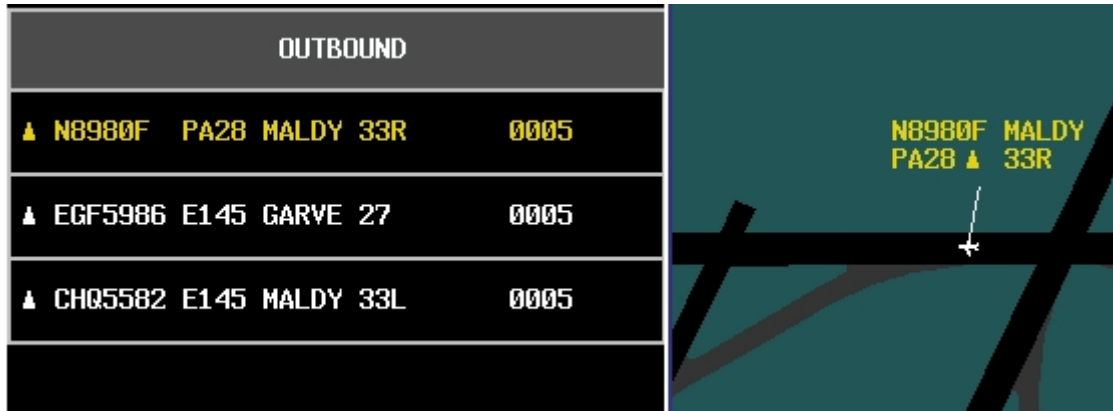 OUTBOUND
N8980F PA28 MALDY 33R 0005
EGF5986 E145 GARVE 27 0005
CHQ5582 E145 MALDY 33L 0005
N8980F MALDY
PA28 33R